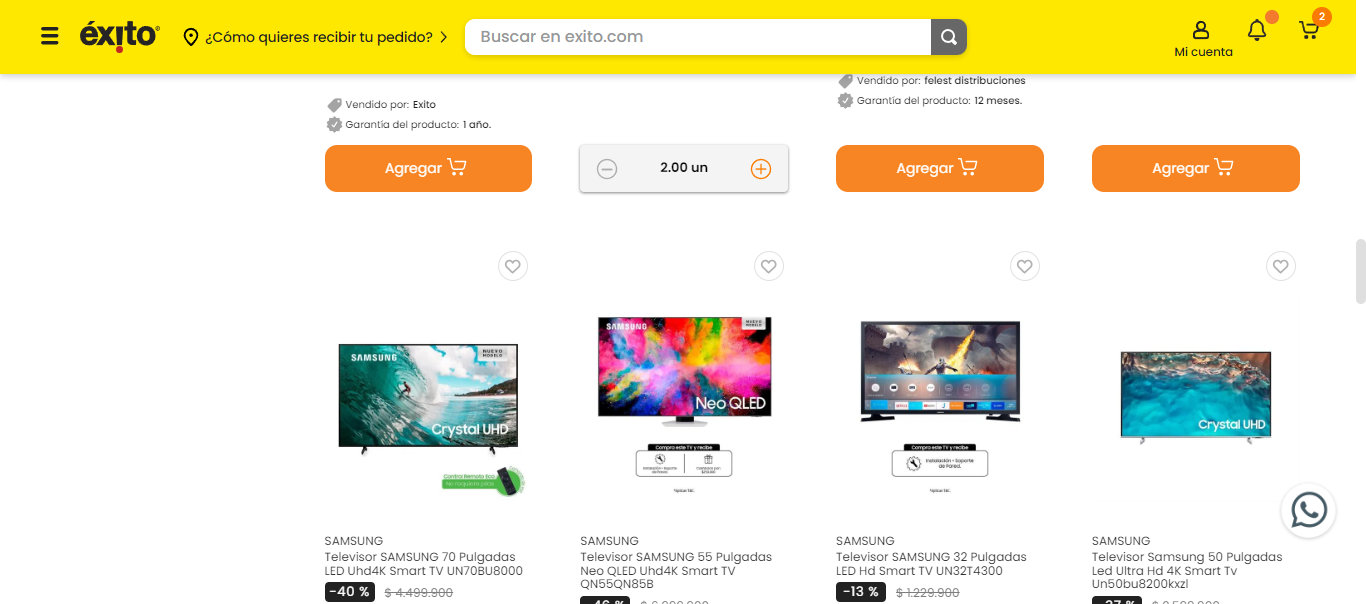 éxito
¿Cómo quieres recibir tu pedido?
Buscar en exito.com
Mi cuenta
2
Vendido por: Exito
Garantía del producto: 1 año.
Vendido por: felest distribuciones
Garantía del producto: 12 meses.
Agregar
2.00 un
Agregar
Agregar
SAMSUNG
NUEVO
MODELO
Crystal UHD
Control Remoto Eco
No requiere pilas
SAMSUNG
NUEVO
MODELO
Neo QLED
Compra este TV y recibe
Instalación + Soporte
de Pared.
Compra este TV y recibe
Instalación + Soporte
de Pared.
Crystal UHD
SAMSUNG
Televisor SAMSUNG 70 Pulgadas
LED Uhd4K Smart TV UN70BU8000
-40 % $ 4.499.900
SAMSUNG
Televisor SAMSUNG 55 Pulgadas
Neo QLED Uhd4K Smart TV
QN55QN85B
SAMSUNG
Televisor SAMSUNG 32 Pulgadas
LED Hd Smart TV UN32T4300
-13 % $ 1.229.900
SAMSUNG
Televisor Samsung 50 Pulgadas
Led Ultra Hd 4K Smart Tv
Un50bu8200kxzl